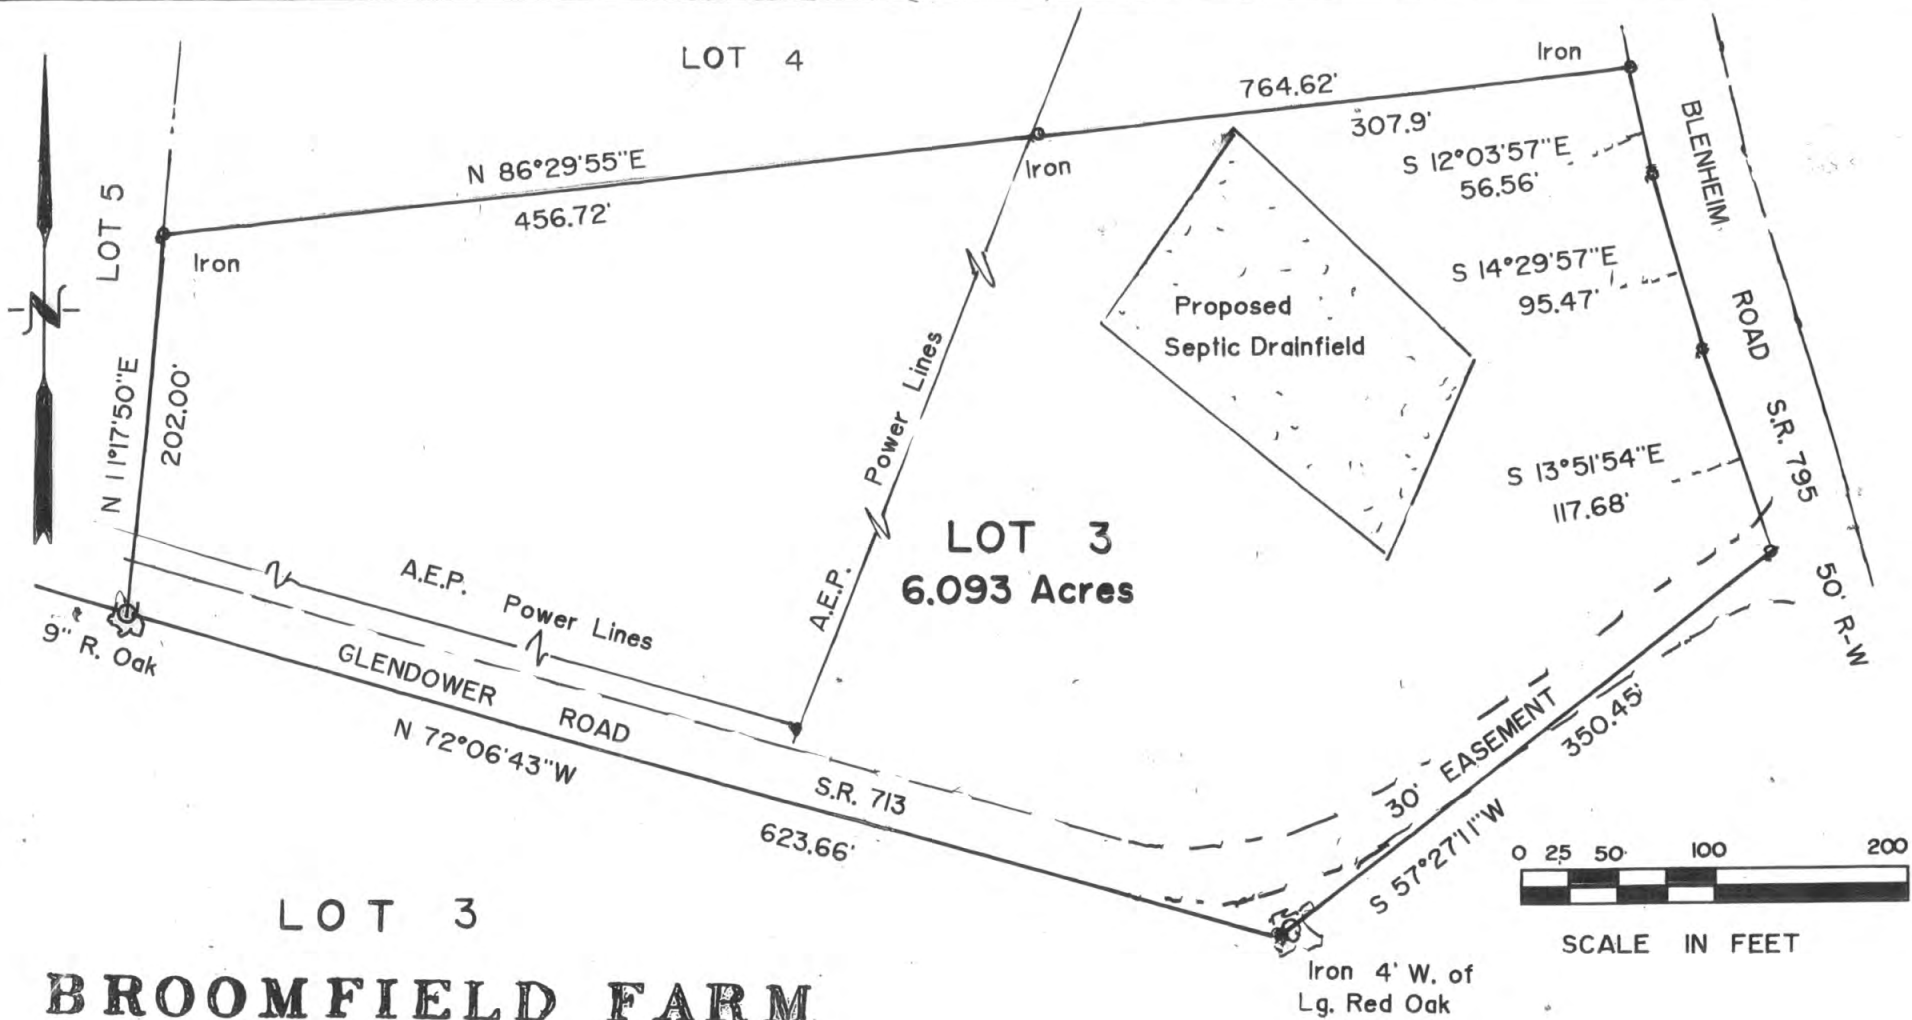 LOT 4
Iron
764.62'
307.9'
N 86°29'55"E
456.72'
Iron
Iron
LOT 5
N 11°17'50"E
202.00'
S 12°03'57"E
56.56'
S 14°29'57"E
95.47'
S 13°51'54"E
117.68'
BLENHEIM ROAD S.R. 795
50' R-W
N
Proposed
Septic Drainfield
A.E.P. Power Lines
LOT 3
6.093 Acres
A.E.P. Power Lines
9" R. Oak
GLENDOWER ROAD S.R. 713
N 72°06'43"W
623.66'
30' EASEMENT
350.45'
S 57°27'11"W
0 25 50 100 200
SCALE IN FEET
Iron 4' W. of
Lg. Red Oak
LOT 3
BROOMFIELD FARM